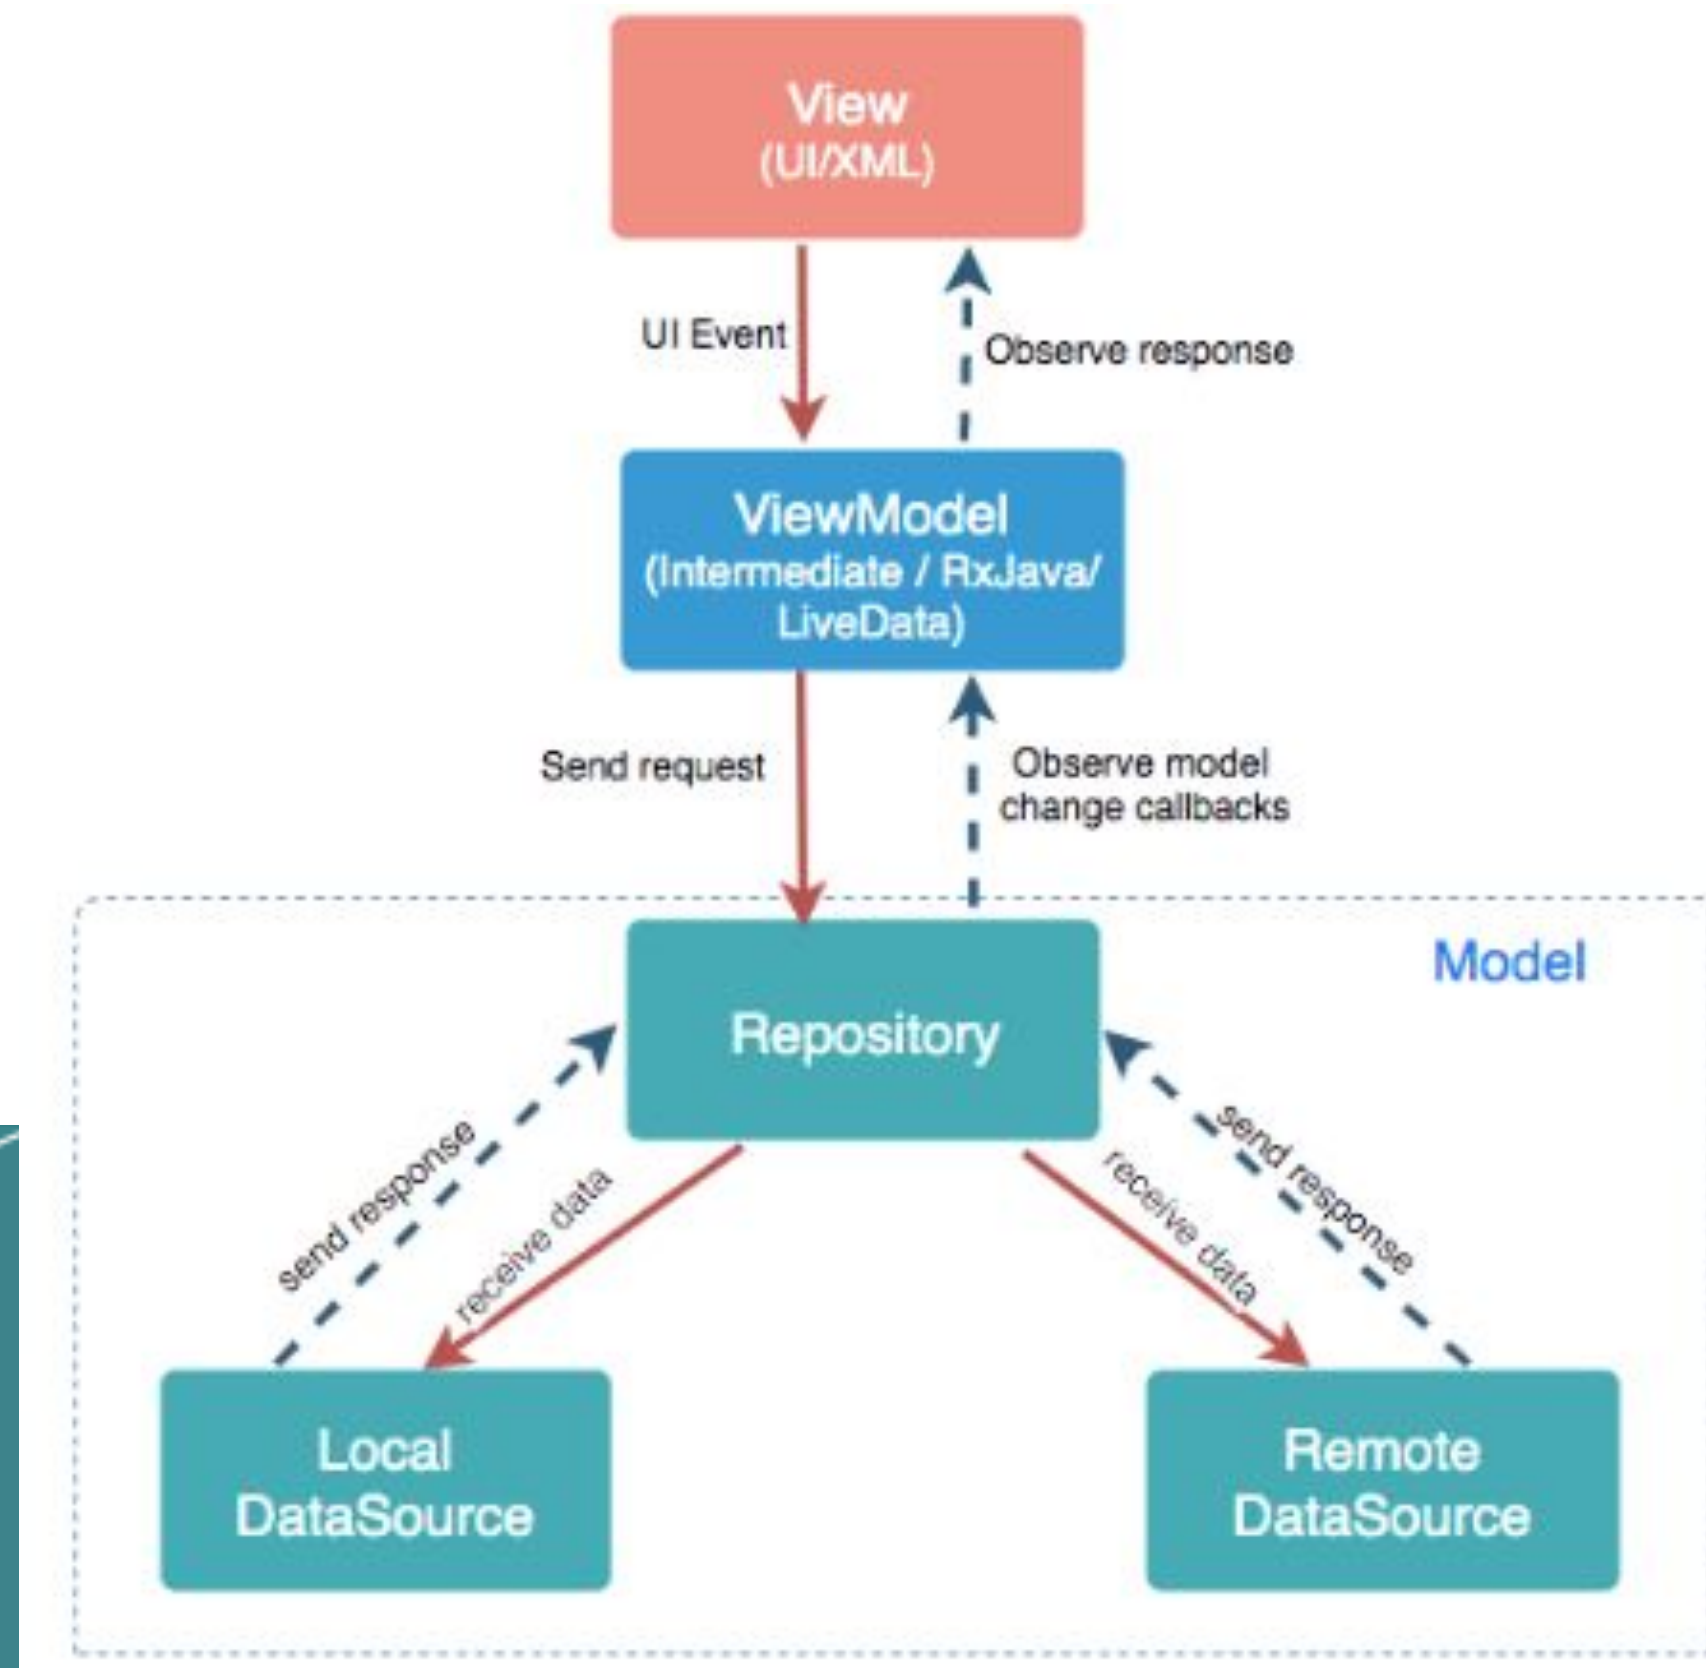 View
(UI/XML)
UI Event
Observe response
ViewModel
(Intermediate / RxJava/
LiveData)
Send request
Observe model
change callbacks
Model
Repository
send response
receive data
receive data
send response
Local
DataSource
Remote
DataSource